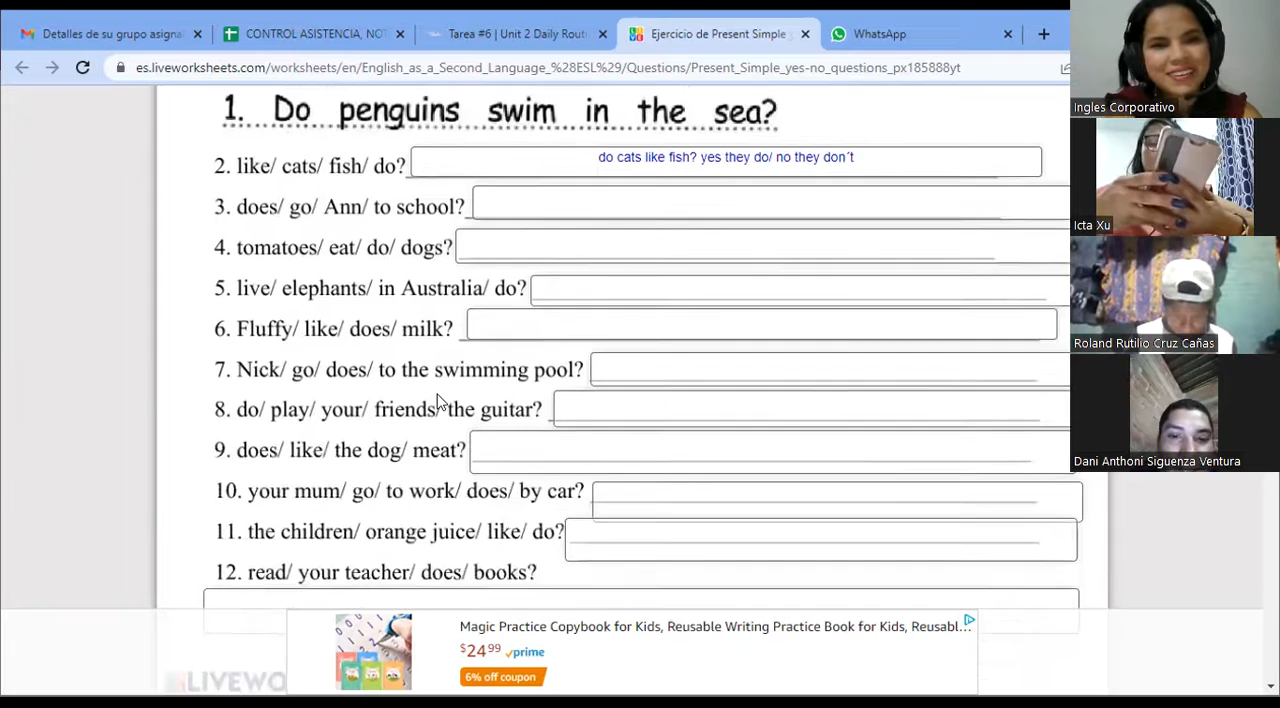 Detalles de su grupo asigna
CONTROL ASISTENCIA, NOT
Tarea #6 | Unit 2 Daily Rout
Ejercicio de Present Simple y
WhatsApp
es.liveworksheets.com/worksheets/en/English_as_a_Second_Language_%28ESL%29/Questions/Present_Simple_yes-no_questions_px185888yt
Ingles Corporativo
1. Do penguins swim in the sea?
2. like/ cats/ fish/ do? do cats like fish? yes they do/ no they don´t
3. does/ go/ Ann/ to school?
Icta Xu
4. tomatoes/ eat/ do/ dogs?
5. live/ elephants/ in Australia/ do?
6. Fluffy/ like/ does/ milk?
Roland Rutilio Cruz Cañas
7. Nick/ go/ does/ to the swimming pool?
8. do/ play/ your/ friends/ the guitar?
9. does/ like/ the dog/ meat?
Dani Anthoni Siguenza Ventura
10. your mum/ go/ to work/ does/ by car?
11. the children/ orange juice/ like/ do?
12. read/ your teacher/ does/ books?
Magic Practice Copybook for Kids, Reusable Writing Practice Book for Kids, Reusabl...
$24.99 prime
6% off coupon
LIVEWO